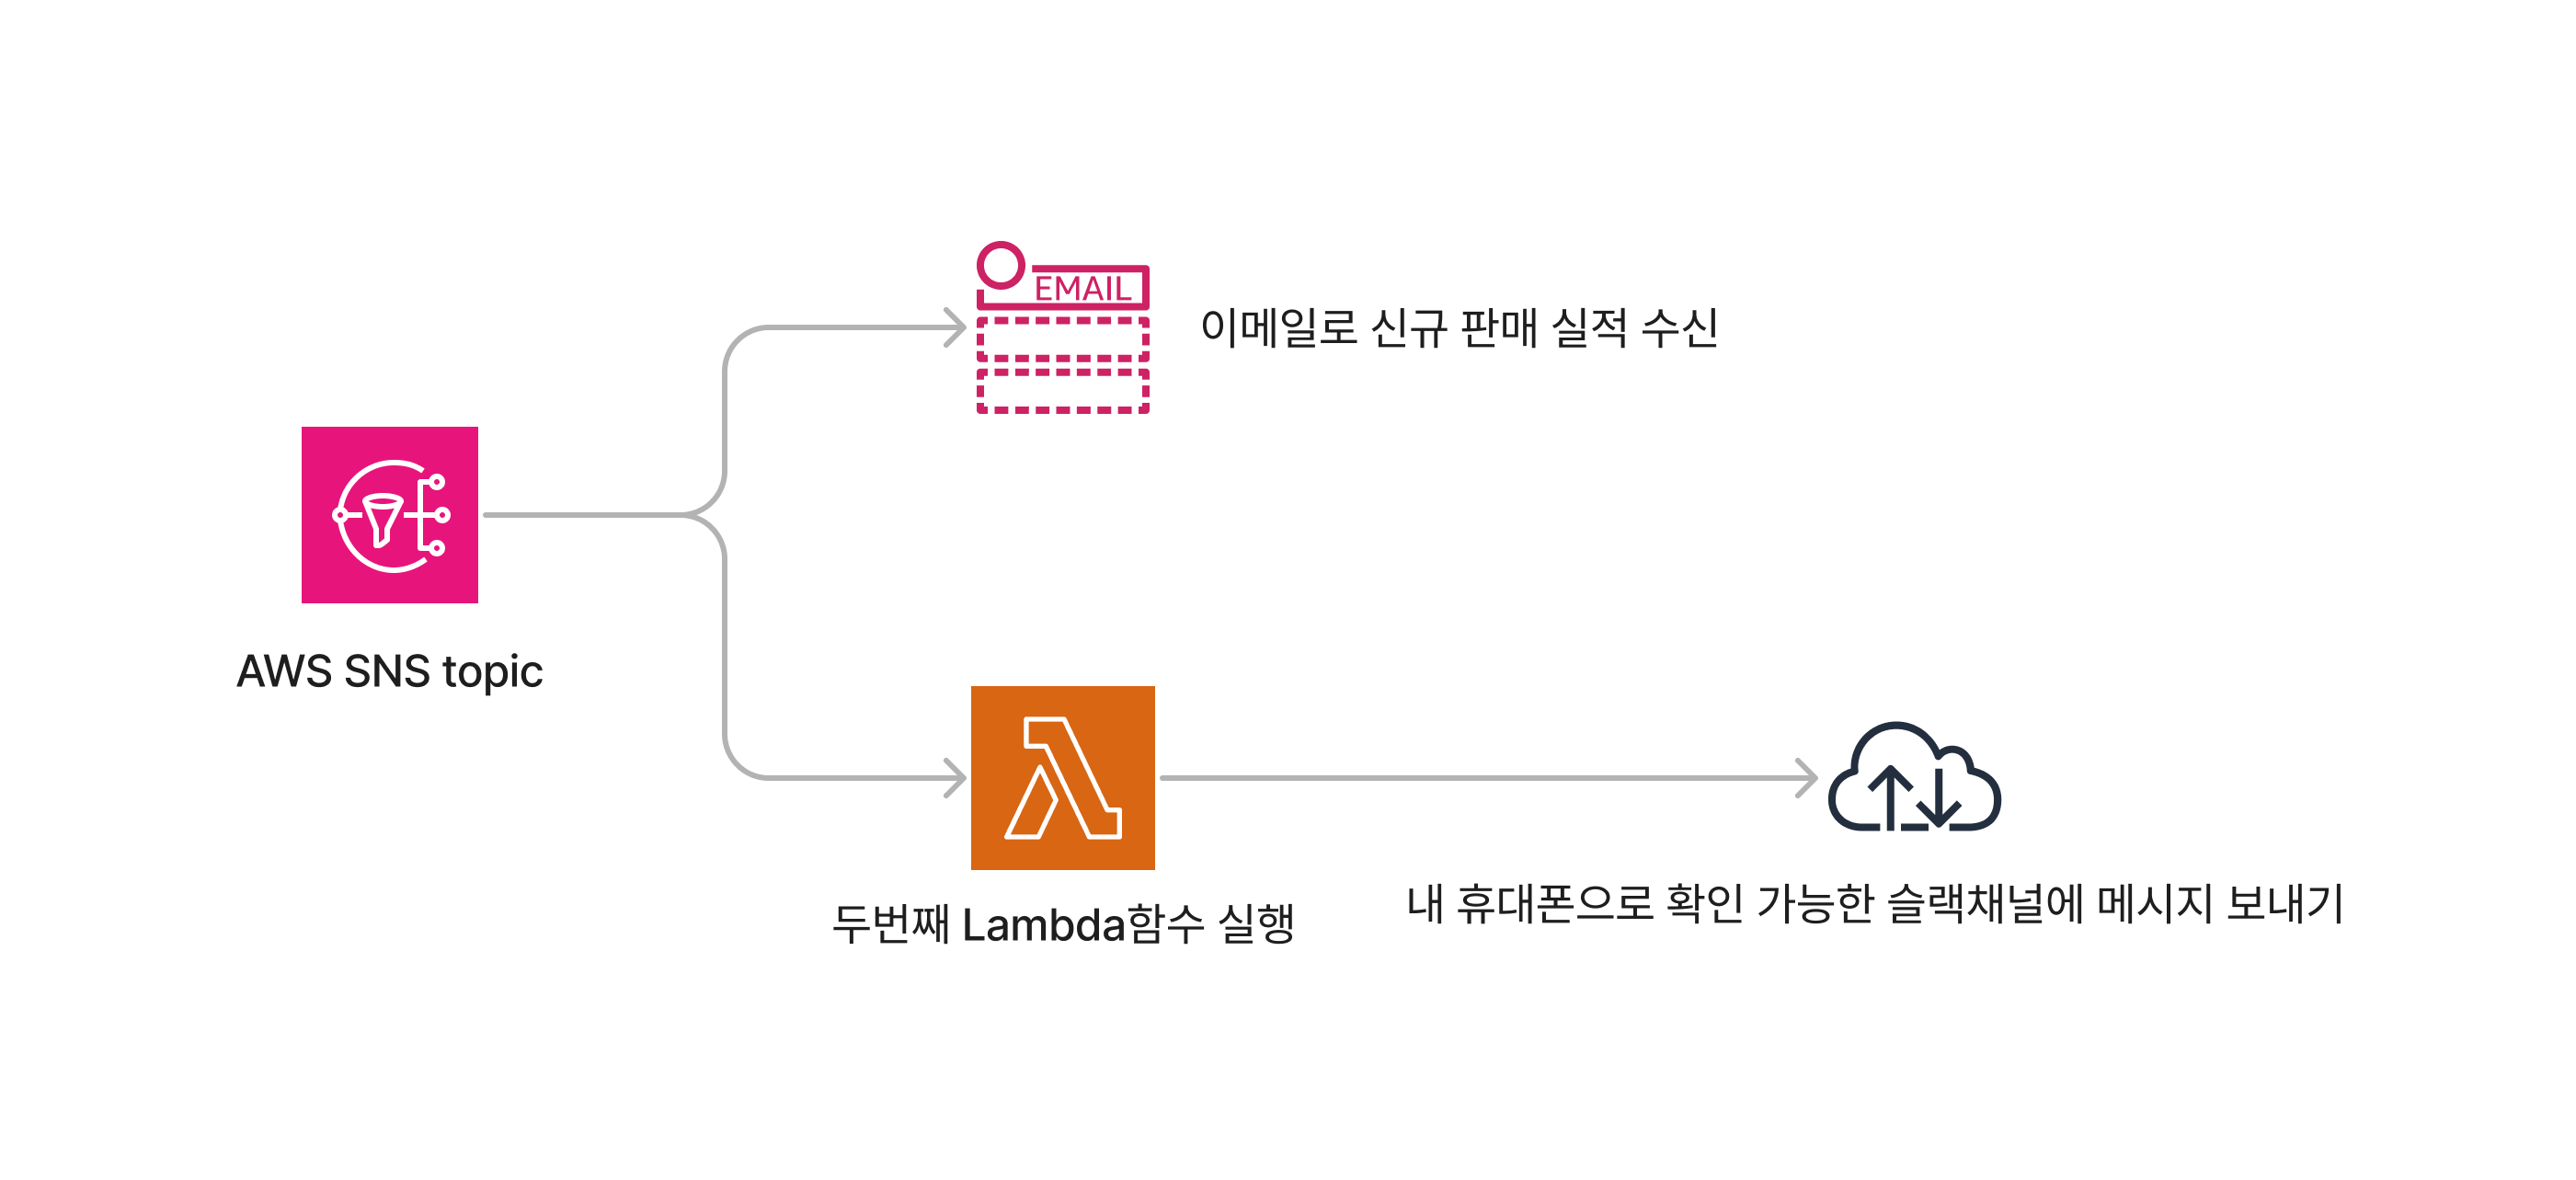 EMAIL
이메일로 신규 판매 실적 수신
AWS SNS topic
두번째 Lambda함수 실행
내 휴대폰으로 확인 가능한 슬랙채널에 메시지 보내기